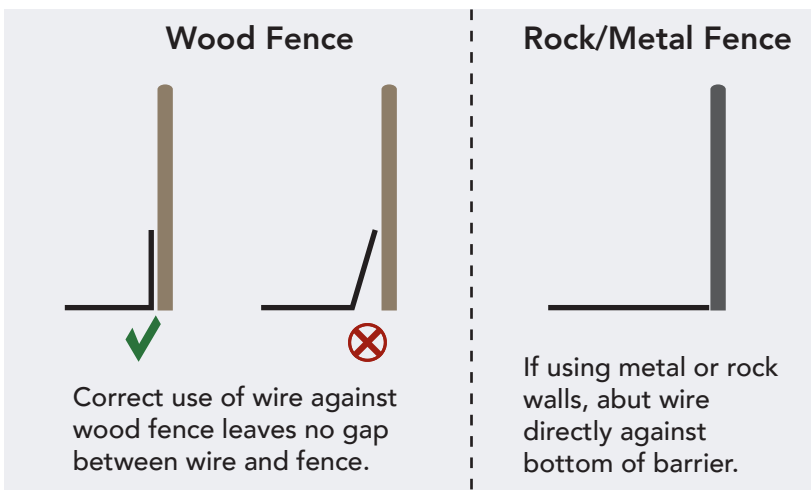 Wood Fence
Correct use of wire against
wood fence leaves no gap
between wire and fence.
Rock/Metal Fence
If using metal or rock
walls, abut wire
directly against
bottom of barrier.